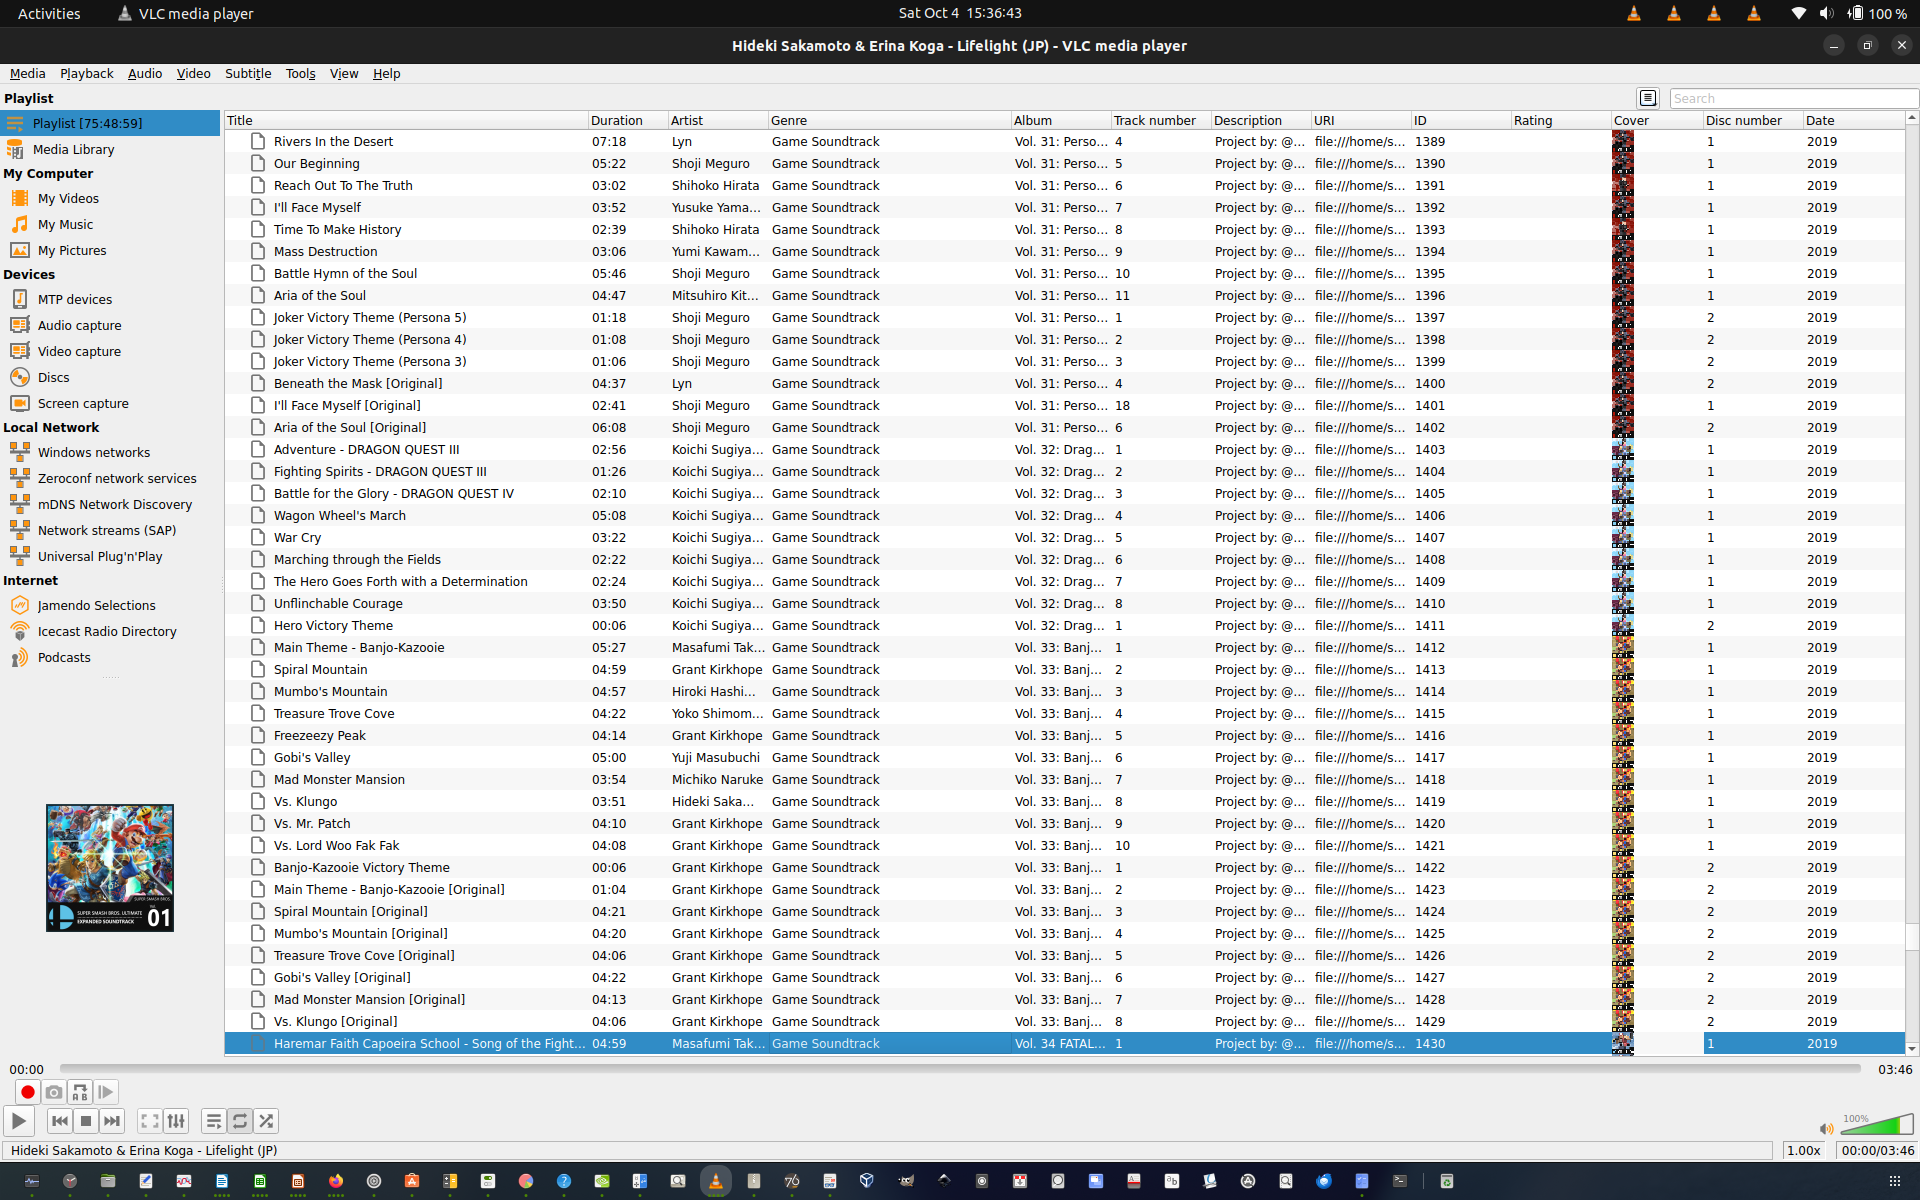 Activities VLC media player Sat Oct 4 15:36:43 100 %
Hideki Sakamoto & Erina Koga - Lifelight (JP) - VLC media player
Media Playback Audio Video Subtitle Tools View Help
Playlist
Search
Playlist [75:48:59]
Media Library
My Computer
My Videos
My Music
My Pictures
Devices
MTP devices
Audio capture
Video capture
Discs
Screen capture
Local Network
Windows networks
Zeroconf network services
mDNS Network Discovery
Network streams (SAP)
Universal Plug'n'Play
Internet
Jamendo Selections
Icecast Radio Directory
Podcasts
SUPER SMASH BROS. ULTIMATE
EXPANDED SOUNDTRACK 01
Title Duration Artist Genre Album Track number Description URI ID Rating Cover Disc number Date
Rivers In the Desert 07:18 Lyn Game Soundtrack Vol. 31: Perso... 4 Project by: @... file:///home/s... 1389 1 2019
Our Beginning 05:22 Shoji Meguro Game Soundtrack Vol. 31: Perso... 5 Project by: @... file:///home/s... 1390 1 2019
Reach Out To The Truth 03:02 Shihoko Hirata Game Soundtrack Vol. 31: Perso... 6 Project by: @... file:///home/s... 1391 1 2019
I'll Face Myself 03:52 Yusuke Yama... Game Soundtrack Vol. 31: Perso... 7 Project by: @... file:///home/s... 1392 1 2019
Time To Make History 02:39 Shihoko Hirata Game Soundtrack Vol. 31: Perso... 8 Project by: @... file:///home/s... 1393 1 2019
Mass Destruction 03:06 Yumi Kawam... Game Soundtrack Vol. 31: Perso... 9 Project by: @... file:///home/s... 1394 1 2019
Battle Hymn of the Soul 05:46 Shoji Meguro Game Soundtrack Vol. 31: Perso... 10 Project by: @... file:///home/s... 1395 1 2019
Aria of the Soul 04:47 Mitsuhiro Kit... Game Soundtrack Vol. 31: Perso... 11 Project by: @... file:///home/s... 1396 1 2019
Joker Victory Theme (Persona 5) 01:18 Shoji Meguro Game Soundtrack Vol. 31: Perso... 1 Project by: @... file:///home/s... 1397 2 2019
Joker Victory Theme (Persona 4) 01:08 Shoji Meguro Game Soundtrack Vol. 31: Perso... 2 Project by: @... file:///home/s... 1398 2 2019
Joker Victory Theme (Persona 3) 01:06 Shoji Meguro Game Soundtrack Vol. 31: Perso... 3 Project by: @... file:///home/s... 1399 2 2019
Beneath the Mask [Original] 04:37 Lyn Game Soundtrack Vol. 31: Perso... 4 Project by: @... file:///home/s... 1400 2 2019
I'll Face Myself [Original] 02:41 Shoji Meguro Game Soundtrack Vol. 31: Perso... 18 Project by: @... file:///home/s... 1401 1 2019
Aria of the Soul [Original] 06:08 Shoji Meguro Game Soundtrack Vol. 31: Perso... 6 Project by: @... file:///home/s... 1402 2 2019
Adventure - DRAGON QUEST III 02:56 Koichi Sugiya... Game Soundtrack Vol. 32: Drag... 1 Project by: @... file:///home/s... 1403 1 2019
Fighting Spirits - DRAGON QUEST III 01:26 Koichi Sugiya... Game Soundtrack Vol. 32: Drag... 2 Project by: @... file:///home/s... 1404 1 2019
Battle for the Glory - DRAGON QUEST IV 02:10 Koichi Sugiya... Game Soundtrack Vol. 32: Drag... 3 Project by: @... file:///home/s... 1405 1 2019
Wagon Wheel's March 05:08 Koichi Sugiya... Game Soundtrack Vol. 32: Drag... 4 Project by: @... file:///home/s... 1406 1 2019
War Cry 03:22 Koichi Sugiya... Game Soundtrack Vol. 32: Drag... 5 Project by: @... file:///home/s... 1407 1 2019
Marching through the Fields 02:22 Koichi Sugiya... Game Soundtrack Vol. 32: Drag... 6 Project by: @... file:///home/s... 1408 1 2019
The Hero Goes Forth with a Determination 02:24 Koichi Sugiya... Game Soundtrack Vol. 32: Drag... 7 Project by: @... file:///home/s... 1409 1 2019
Unflinchable Courage 03:50 Koichi Sugiya... Game Soundtrack Vol. 32: Drag... 8 Project by: @... file:///home/s... 1410 1 2019
Hero Victory Theme 00:06 Koichi Sugiya... Game Soundtrack Vol. 32: Drag... 1 Project by: @... file:///home/s... 1411 2 2019
Main Theme - Banjo-Kazooie 05:27 Masafumi Tak... Game Soundtrack Vol. 33: Banj... 1 Project by: @... file:///home/s... 1412 1 2019
Spiral Mountain 04:59 Grant Kirkhope Game Soundtrack Vol. 33: Banj... 2 Project by: @... file:///home/s... 1413 1 2019
Mumbo's Mountain 04:57 Hiroki Hashi... Game Soundtrack Vol. 33: Banj... 3 Project by: @... file:///home/s... 1414 1 2019
Treasure Trove Cove 04:22 Yoko Shimom... Game Soundtrack Vol. 33: Banj... 4 Project by: @... file:///home/s... 1415 1 2019
Freezeezy Peak 04:14 Grant Kirkhope Game Soundtrack Vol. 33: Banj... 5 Project by: @... file:///home/s... 1416 1 2019
Gobi's Valley 05:00 Yuji Masubuchi Game Soundtrack Vol. 33: Banj... 6 Project by: @... file:///home/s... 1417 1 2019
Mad Monster Mansion 03:54 Michiko Naruke Game Soundtrack Vol. 33: Banj... 7 Project by: @... file:///home/s... 1418 1 2019
Vs. Klungo 03:51 Hideki Saka... Game Soundtrack Vol. 33: Banj... 8 Project by: @... file:///home/s... 1419 1 2019
Vs. Mr. Patch 04:10 Grant Kirkhope Game Soundtrack Vol. 33: Banj... 9 Project by: @... file:///home/s... 1420 1 2019
Vs. Lord Woo Fak Fak 04:08 Grant Kirkhope Game Soundtrack Vol. 33: Banj... 10 Project by: @... file:///home/s... 1421 1 2019
Banjo-Kazooie Victory Theme 00:06 Grant Kirkhope Game Soundtrack Vol. 33: Banj... 1 Project by: @... file:///home/s... 1422 2 2019
Main Theme - Banjo-Kazooie [Original] 01:04 Grant Kirkhope Game Soundtrack Vol. 33: Banj... 2 Project by: @... file:///home/s... 1423 2 2019
Spiral Mountain [Original] 04:21 Grant Kirkhope Game Soundtrack Vol. 33: Banj... 3 Project by: @... file:///home/s... 1424 2 2019
Mumbo's Mountain [Original] 04:20 Grant Kirkhope Game Soundtrack Vol. 33: Banj... 4 Project by: @... file:///home/s... 1425 2 2019
Treasure Trove Cove [Original] 04:06 Grant Kirkhope Game Soundtrack Vol. 33: Banj... 5 Project by: @... file:///home/s... 1426 2 2019
Gobi's Valley [Original] 04:22 Grant Kirkhope Game Soundtrack Vol. 33: Banj... 6 Project by: @... file:///home/s... 1427 2 2019
Mad Monster Mansion [Original] 04:13 Grant Kirkhope Game Soundtrack Vol. 33: Banj... 7 Project by: @... file:///home/s... 1428 2 2019
Vs. Klungo [Original] 04:06 Grant Kirkhope Game Soundtrack Vol. 33: Banj... 8 Project by: @... file:///home/s... 1429 2 2019
Haremar Faith Capoeira School - Song of the Fight... 04:59 Masafumi Tak... Game Soundtrack Vol. 34 FATAL... 1 Project by: @... file:///home/s... 1430 1 2019
00:00 03:46
100%
Hideki Sakamoto & Erina Koga - Lifelight (JP) 1.00x 00:00/03:46